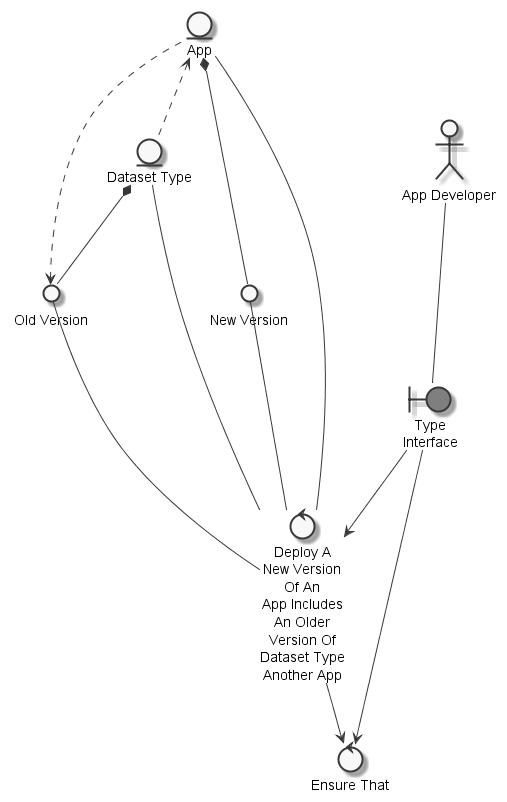 App
Dataset Type
App Developer
Old Version
New Version
Type
Interface
Deploy A
New Version
Of An
App Includes
An Older
Version Of
Dataset Type
Another App
Ensure That